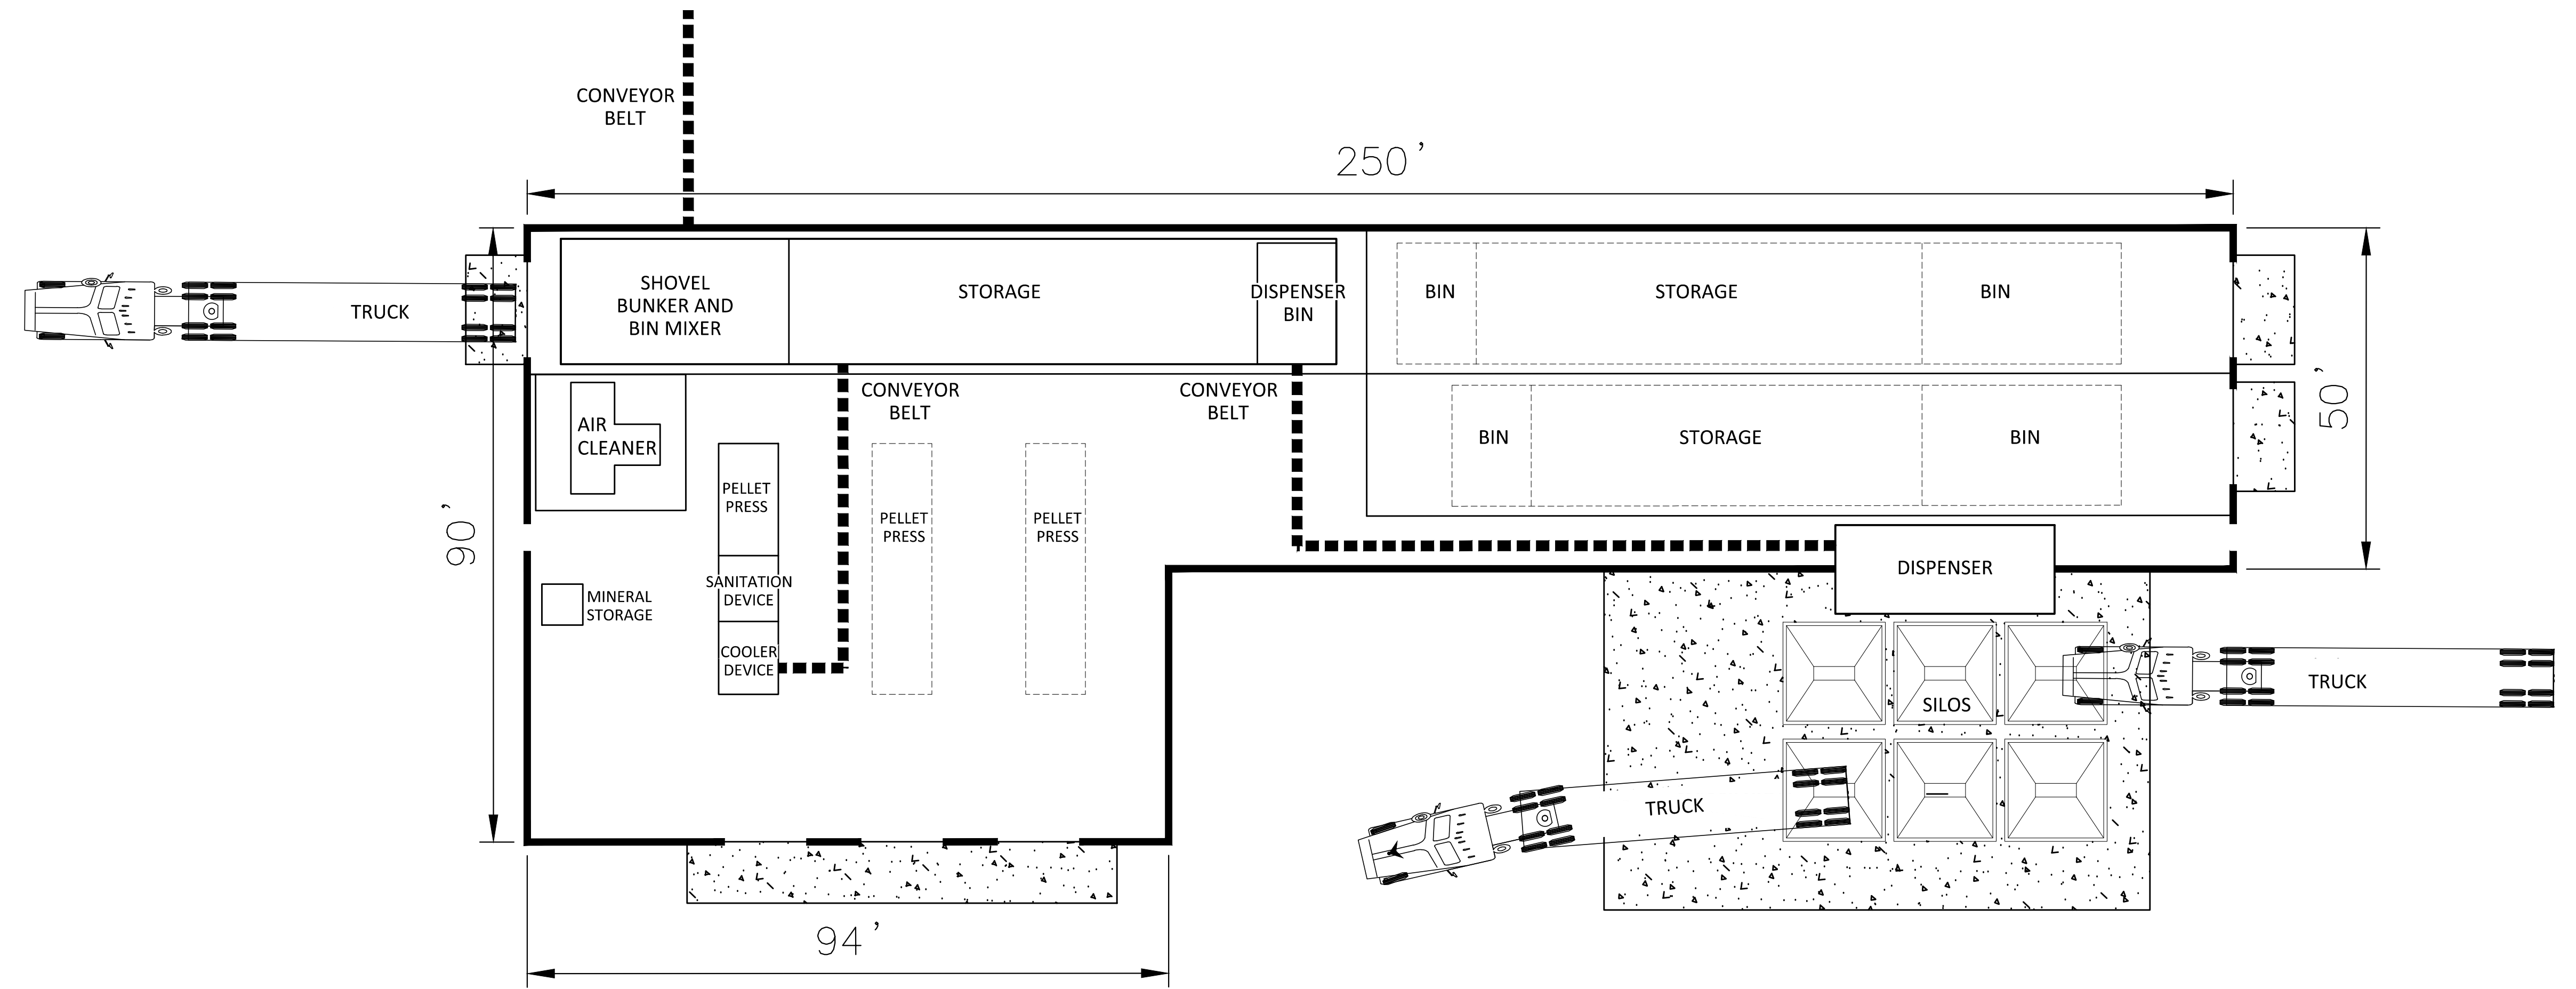 CONVEYOR
BELT
250'
SHOVEL
BUNKER AND
BIN MIXER
STORAGE
DISPENSER
BIN
BIN
STORAGE
BIN
TRUCK
CONVEYOR
BELT
CONVEYOR
BELT
AIR
CLEANER
BIN
STORAGE
BIN
50'
90'
PELLET
PRESS
PELLET
PRESS
PELLET
PRESS
DISPENSER
SANITATION
DEVICE
MINERAL
STORAGE
COOLER
DEVICE
SILOS
TRUCK
TRUCK
94'